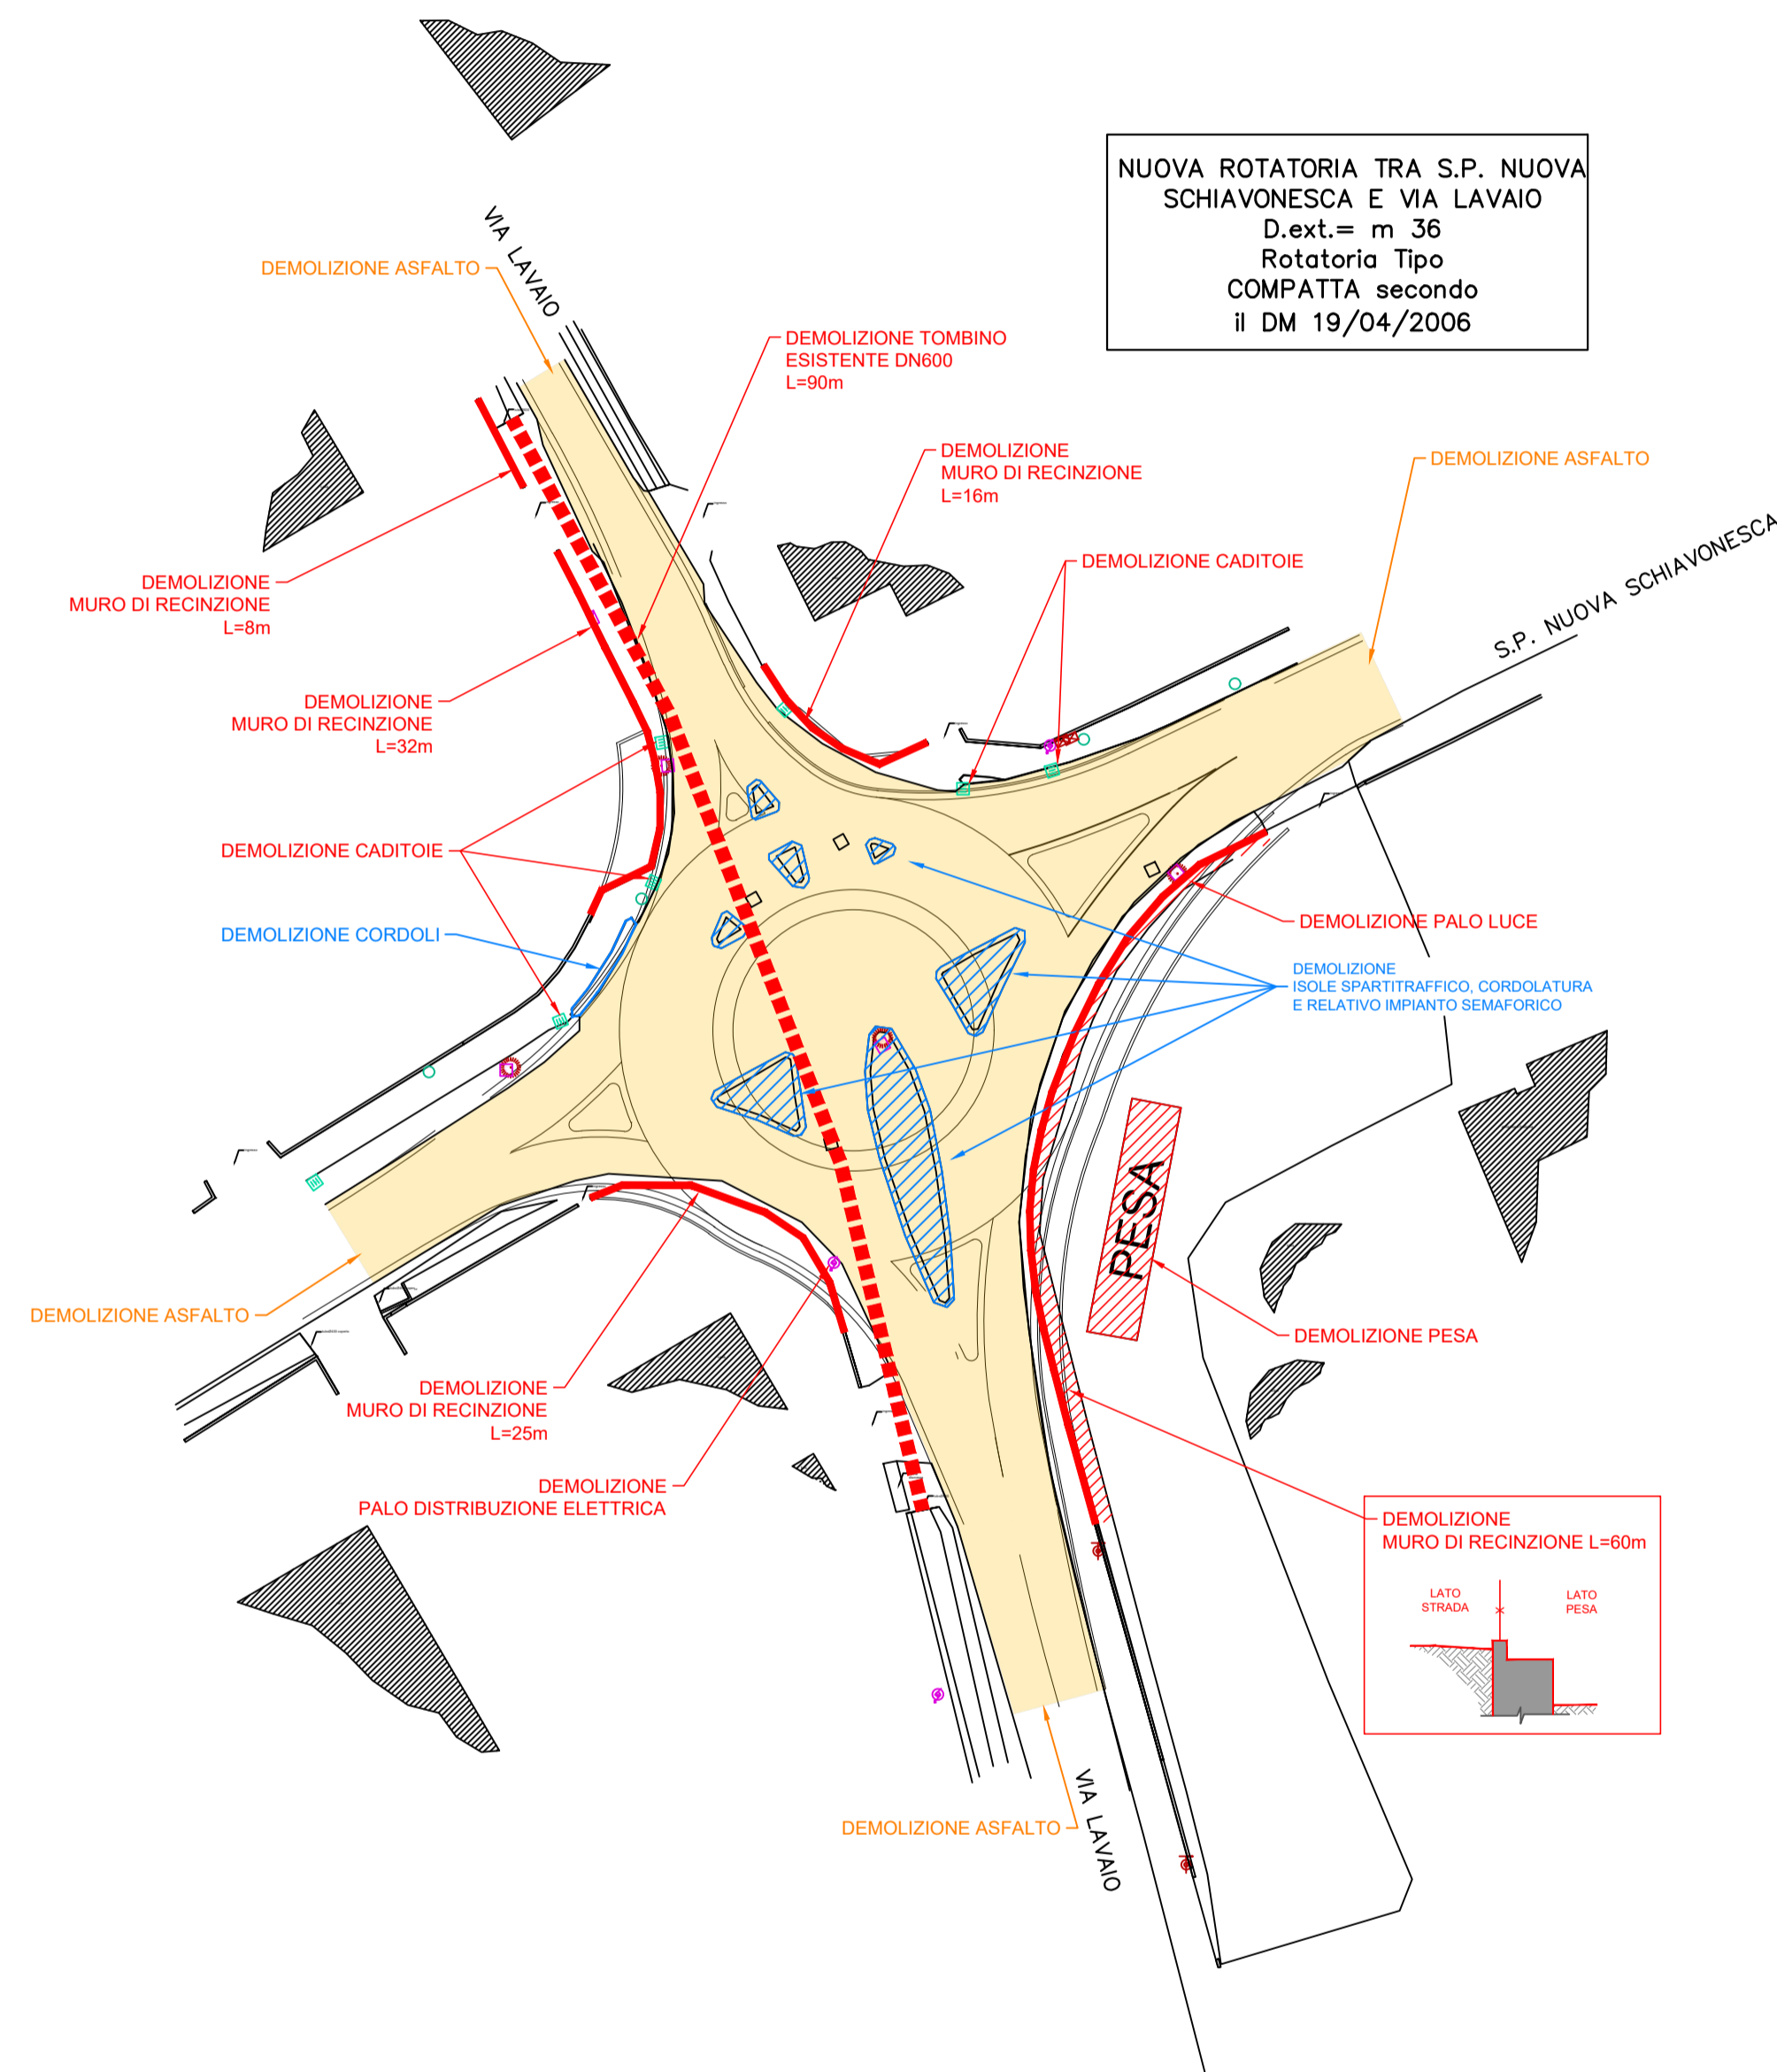 NUOVA ROTATORIA TRA S.P. NUOVA
SCHIAVONESCA E VIA LAVAIO
D.ext.= m 36
Rotatoria Tipo
COMPATTA secondo
il DM 19/04/2006
VIA LAVAIO
DEMOLIZIONE ASFALTO
DEMOLIZIONE TOMBINO
ESISTENTE DN600
L=90m
DEMOLIZIONE
MURO DI RECINZIONE
L=16m
DEMOLIZIONE ASFALTO
S.P. NUOVA SCHIAVONESCA
DEMOLIZIONE CADITOIE
DEMOLIZIONE
MURO DI RECINZIONE
L=8m
DEMOLIZIONE
MURO DI RECINZIONE
L=32m
DEMOLIZIONE CADITOIE
DEMOLIZIONE CORDOLI
DEMOLIZIONE PALO LUCE
DEMOLIZIONE
ISOLE SPARTITRAFFICO, CORDOLATURA
E RELATIVO IMPIANTO SEMAFORICO
PESA
DEMOLIZIONE ASFALTO
DEMOLIZIONE PESA
DEMOLIZIONE
MURO DI RECINZIONE
L=25m
DEMOLIZIONE
PALO DISTRIBUZIONE ELETTRICA
DEMOLIZIONE
MURO DI RECINZIONE L=60m
LATO
STRADA
LATO
PESA
DEMOLIZIONE ASFALTO
VIA LAVAIO